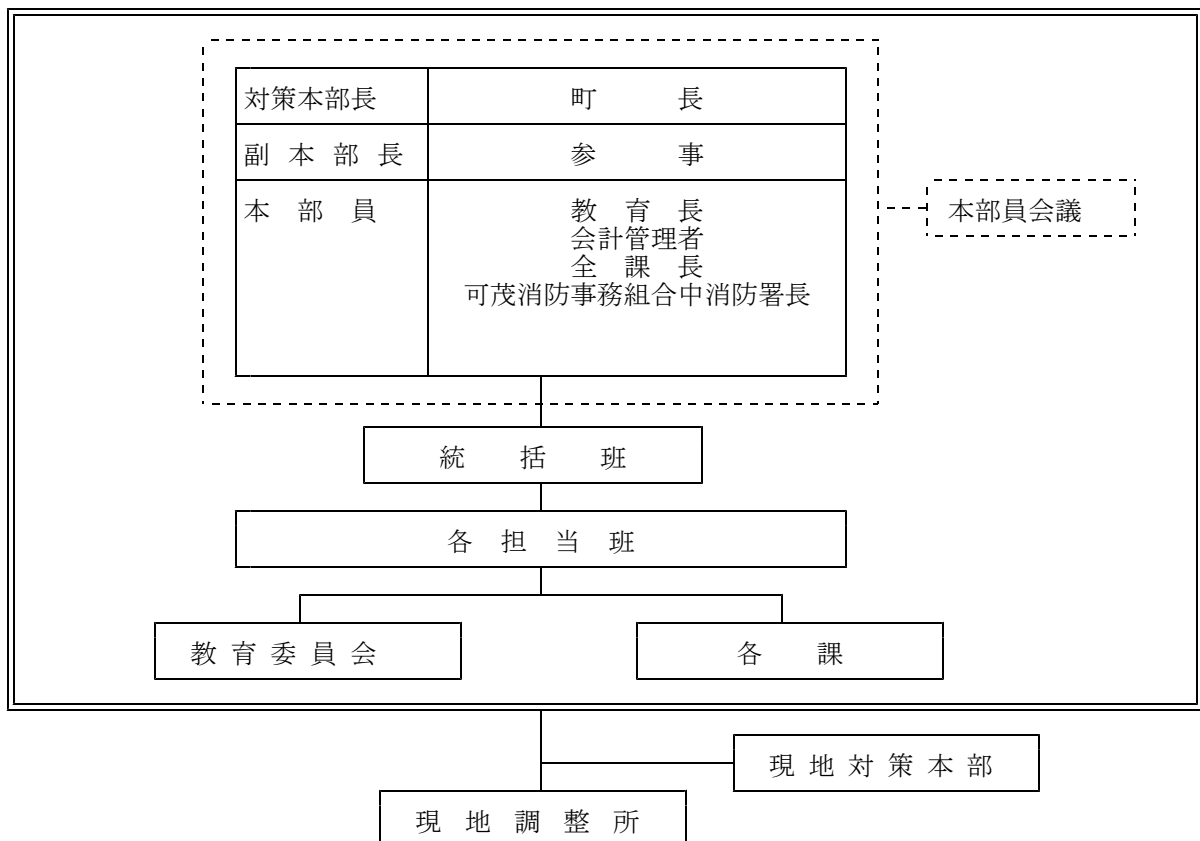 対策本部長 町長
副本部長 参事
本部員 教育長
会計管理者
全課長
可茂消防事務組合中消防署長
本部員会議
統括班
各担当班
教育委員会
各課
現地対策本部
現地調整所